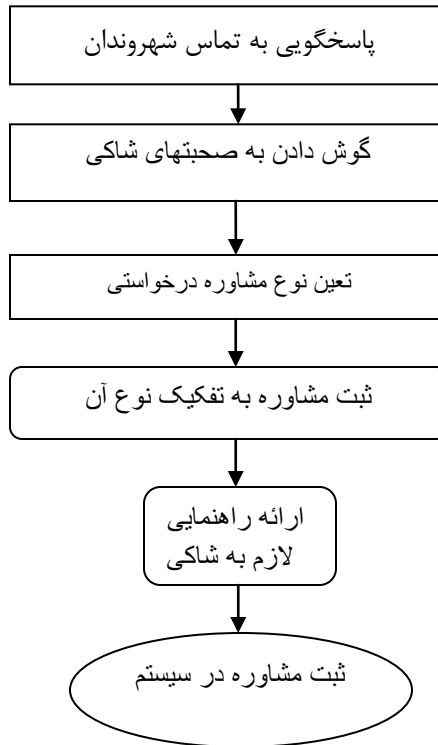 پاسخگویی به تماس شهروندان
گوش دادن به صحبتهای شاکی
تعین نوع مشاوره درخواستی
ثبت مشاوره به تفکیک نوع آن
ارائه راهنمایی
لازم به شاکی
ثبت مشاوره در سیستم